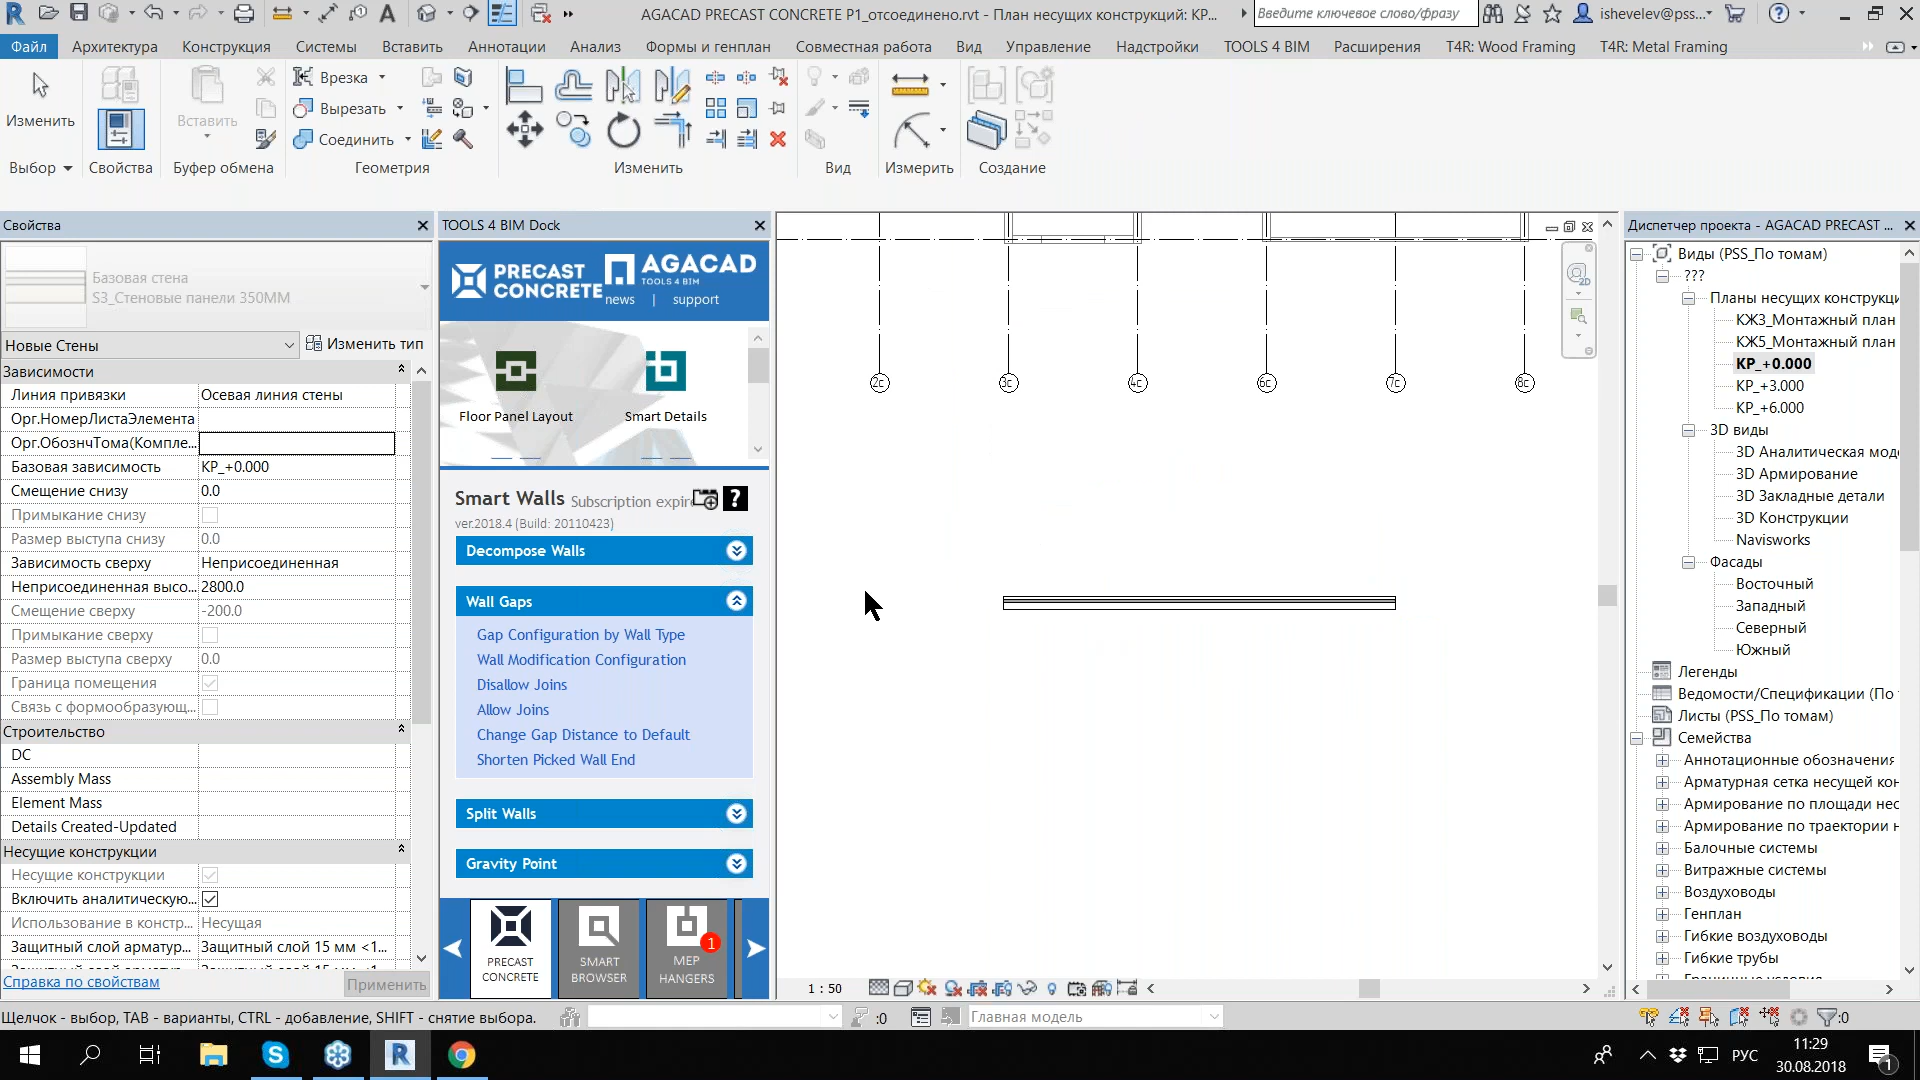 AGACAD PRECAST CONCRETE P1_отсоединено.rvt - План несущих конструкций: КР...
Введите ключевое слово/фразу
ishevelev@pss...
Файл
Архитектура
Конструкция
Системы
Вставить
Аннотации
Анализ
Формы и генплан
Совместная работа
Вид
Управление
Надстройки
TOOLS 4 BIM
Расширения
T4R: Wood Framing
T4R: Metal Framing
Изменить
Вставить
Врезка
Вырезать
Соединить
Выбор
Свойства
Буфер обмена
Геометрия
Изменить
Вид
Измерить
Создание
Свойства
Базовая стена
S3_Стеновые панели 350ММ
Новые Стены
Изменить тип
Зависимости
Линия привязки Осевая линия стены
Орг.НомерЛистаЭлемента
Орг.ОбознчТома(Компле...
Базовая зависимость КР_+0.000
Смещение снизу 0.0
Примыкание снизу
Размер выступа снизу 0.0
Зависимость сверху Неприсоединенная
Неприсоединенная высо... 2800.0
Смещение сверху -200.0
Примыкание сверху
Размер выступа сверху 0.0
Граница помещения
Связь с формообразующ...
Строительство
DC
Assembly Mass
Element Mass
Details Created-Updated
Несущие конструкции
Несущие конструкции
Включить аналитическую...
Использование в констр... Несущая
Защитный слой арматур... Защитный слой 15 мм <1...
Справка по свойствам
Применить
TOOLS 4 BIM Dock
PRECAST CONCRETE
AGACAD
TOOLS 4 BIM
news | support
Floor Panel Layout
Smart Details
Smart Walls Subscription expir
ver.2018.4 (Build: 20110423)
Decompose Walls
Wall Gaps
Gap Configuration by Wall Type
Wall Modification Configuration
Disallow Joins
Allow Joins
Change Gap Distance to Default
Shorten Picked Wall End
Split Walls
Gravity Point
PRECAST CONCRETE
SMART BROWSER
MEP HANGERS
1
2с
3с
4с
6с
7с
8с
2D
1 : 50
Диспетчер проекта - AGACAD PRECAST ...
Виды (PSS_По томам)
???
Планы несущих конструкци
КЖ3_Монтажный план
КЖ5_Монтажный план
КР_+0.000
КР_+3.000
КР_+6.000
3D виды
3D Аналитическая мод
3D Армирование
3D Закладные детали
3D Конструкции
Navisworks
Фасады
Восточный
Западный
Северный
Южный
Легенды
Ведомости/Спецификации (По
Листы (PSS_По томам)
Семейства
Аннотационные обозначения
Арматурная сетка несущей кон
Армирование по площади нес
Армирование по траектории н
Балочные системы
Витражные системы
Воздуховоды
Генплан
Гибкие воздуховоды
Гибкие трубы
Щелчок - выбор, TAB - варианты, CTRL - добавление, SHIFT - снятие выбора.
:0
Главная модель
:0
РУС
11:29
30.08.2018
1